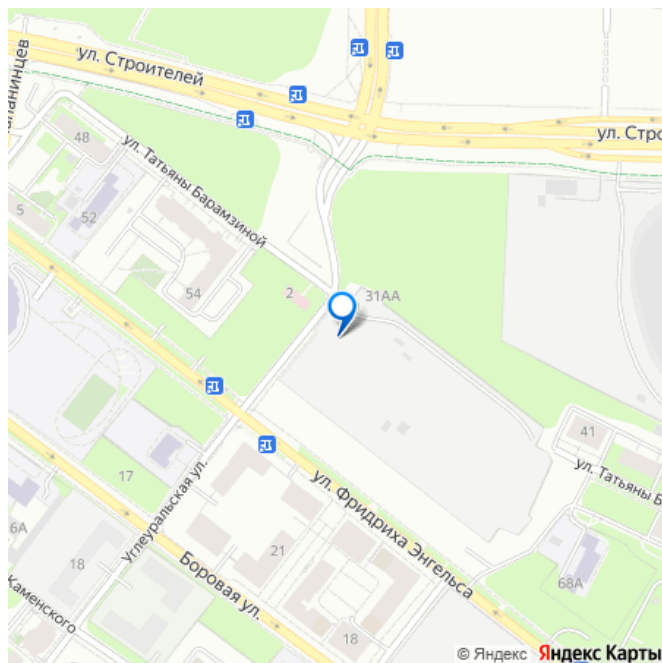 ул. Строителей
ул. Стро
48
ул. Татьяны Барамзиной
5
52
54
2
31АА
41
ул. Татьяны Б
17
Углеуральская ул.
ул. Фридриха Энгельса
6А
18
21
Боровая ул.
68А
Каменского
18
© Яндекс Яндекс Карты